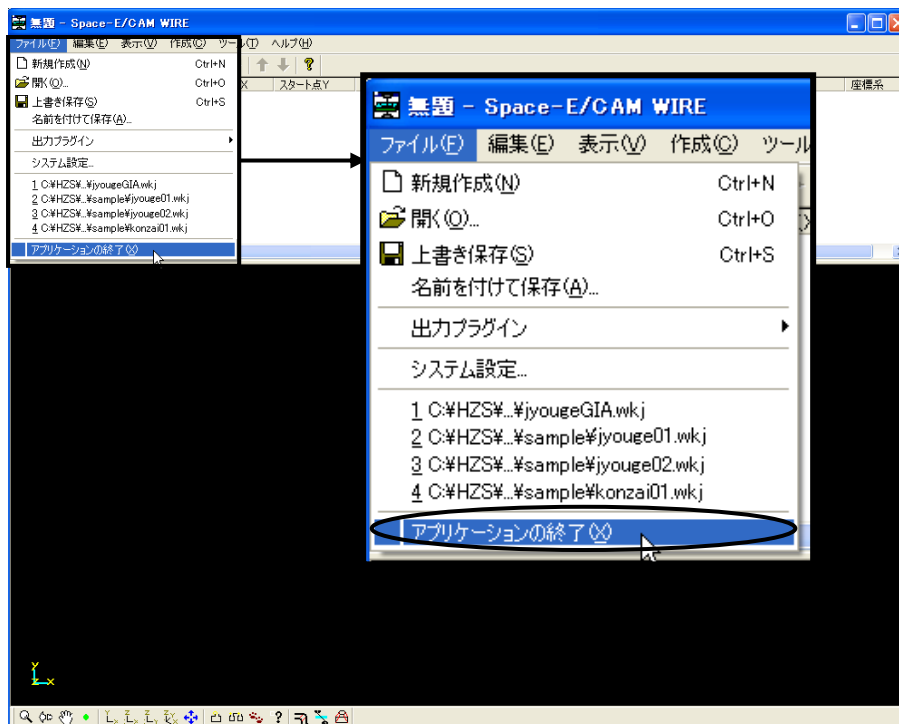 無題 - Space-E/CAM WIRE
ファイル(F) 編集(E) 表示(V) 作成(C) ツール(T) ヘルプ(H)
新規作成(N) Ctrl+N
開く(O)... Ctrl+O
上書き保存(S) Ctrl+S
名前を付けて保存(A)...
出力プラグイン
システム設定...
1 C:¥HZS¥...¥jyougeGIA.wkj
2 C:¥HZS¥...¥sample¥jyouge01.wkj
3 C:¥HZS¥...¥sample¥jyouge02.wkj
4 C:¥HZS¥...¥sample¥konzai01.wkj
アプリケーションの終了(X)
X スタート点Y 座標系
無題 - Space-E/CAM WIRE
ファイル(F) 編集(E) 表示(V) 作成(C) ツール
新規作成(N) Ctrl+N
開く(O)... Ctrl+O
上書き保存(S) Ctrl+S
名前を付けて保存(A)...
出力プラグイン
システム設定...
1 C:¥HZS¥...¥jyougeGIA.wkj
2 C:¥HZS¥...¥sample¥jyouge01.wkj
3 C:¥HZS¥...¥sample¥jyouge02.wkj
4 C:¥HZS¥...¥sample¥konzai01.wkj
アプリケーションの終了(X)
Y
Z X